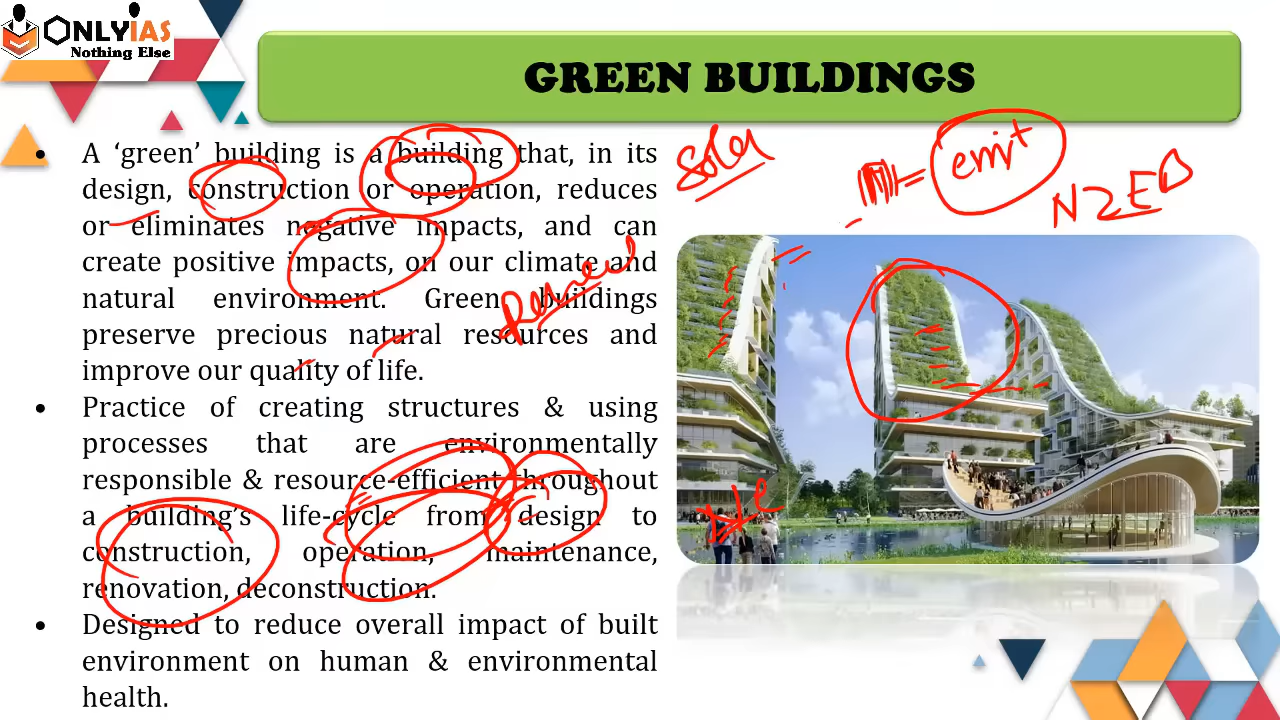 ONLYIAS
Nothing Else
GREEN BUILDINGS
• A ‘green’ building is a building that, in its
design, construction or operation, reduces
or eliminates negative impacts, and can
create positive impacts, on our climate and
natural environment. Green buildings
preserve precious natural resources and
improve our quality of life.
• Practice of creating structures & using
processes that are environmentally
responsible & resource-efficient throughout
a building’s life-cycle from design to
construction, operation, maintenance,
renovation, deconstruction.
• Designed to reduce overall impact of built
environment on human & environmental
health.
Solar
= emi+
NZEB
Renew